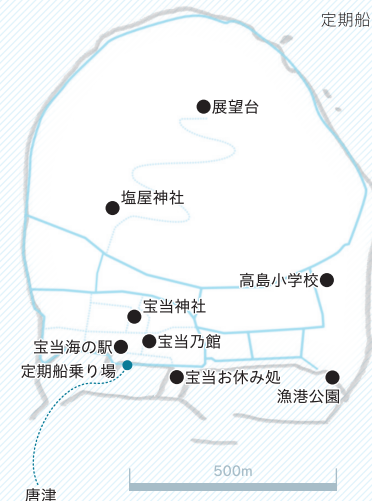 定期船
展望台
塩屋神社
高島小学校
宝当神社
宝当乃館
宝当海の駅
定期船乗り場
宝当お休み処
漁港公園
500m
唐津